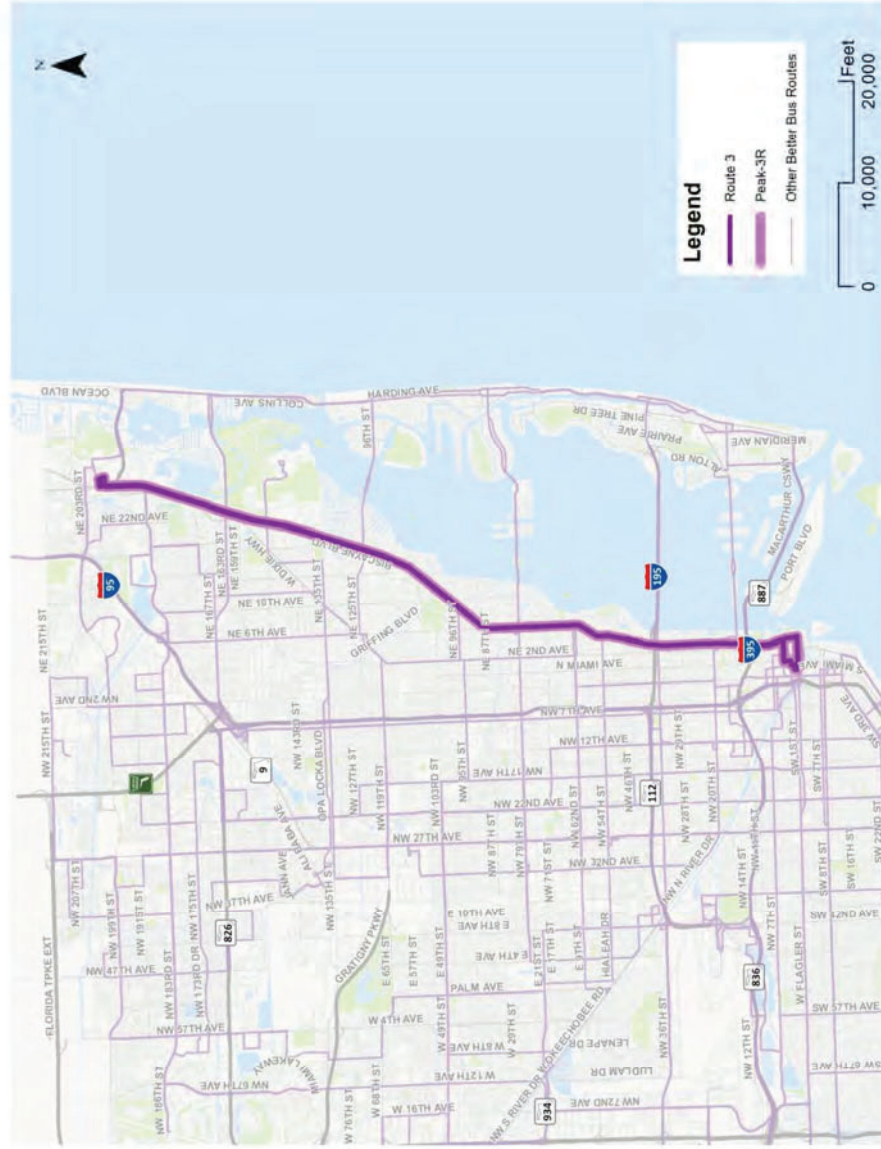 N
NW 215TH ST
NE 215TH ST
NE 203RD ST
OCEAN BLVD
FLORIDA TPKE EXT
NW 207TH ST
NW 199TH ST
NW 191ST ST
NW 183RD ST
NW 175TH ST
NW 173RD DR
NW 166TH ST
NW 2ND AVE
95
NE 22ND AVE
NE 167TH ST
NE 163RD ST
NE 159TH ST
W DIXIE HWY
NE 10TH AVE
NE 6TH AVE
NE 135TH ST
NE 125TH ST
GRIFFING BLVD
BISCAYNE BLVD
COLLINS AVE
96TH ST
HARDING AVE
NW 57TH AVE
NW 47TH AVE
826
9
ALI BABA AVE
NW 143RD ST
OPA LOCKA BLVD
NW 135TH ST
NW 127TH ST
NW 119TH ST
NW 67TH AVE
MIAMI LAKEWAY
GRATIGNY PKWY
W 76TH ST
W 68TH ST
E 65TH ST
E 57TH ST
W 49TH ST
E 49TH ST
NW 103RD ST
NE 96TH ST
NW 95TH ST
NE 87TH ST
NW 87TH ST
NW 79TH ST
NW 71ST ST
NW 62ND ST
NW 54TH ST
NW 46TH ST
W 4TH AVE
W 8TH AVE
W 12TH AVE
W 16TH AVE
PALM AVE
E 4TH AVE
E 8TH AVE
W 29TH ST
E 21ST ST
E 17TH ST
E 9TH ST
HIALEAH DR
NW 27TH AVE
NW 32ND AVE
NW 22ND AVE
NW 17TH AVE
NW 12TH AVE
N MIAMI AVE
NE 2ND AVE
934
NW S RIVER DR
W OKEECHOBEE RD
LENAPE DR
LUDLAM DR
NW 72ND AVE
NW 36TH ST
NW N RIVER DR
112
195
NW 29TH ST
NW 28TH ST
NW 20TH ST
NW 14TH ST
NW 12TH ST
NW 7TH ST
836
395
887
PINE TREE DR
PRAIRIE AVE
ALTON RD
MERIDIAN AVE
MACARTHUR CSWY
PORT BLVD
W FLAGLER ST
SW 1ST ST
SW 8TH ST
SW 16TH ST
SW 22ND ST
SW 42ND AVE
SW 57TH AVE
SW 67TH AVE
S MIAMI AVE
SW 3RD AVE
Legend
Route 3
Peak-3R
Other Better Bus Routes
0 10,000 20,000
Feet